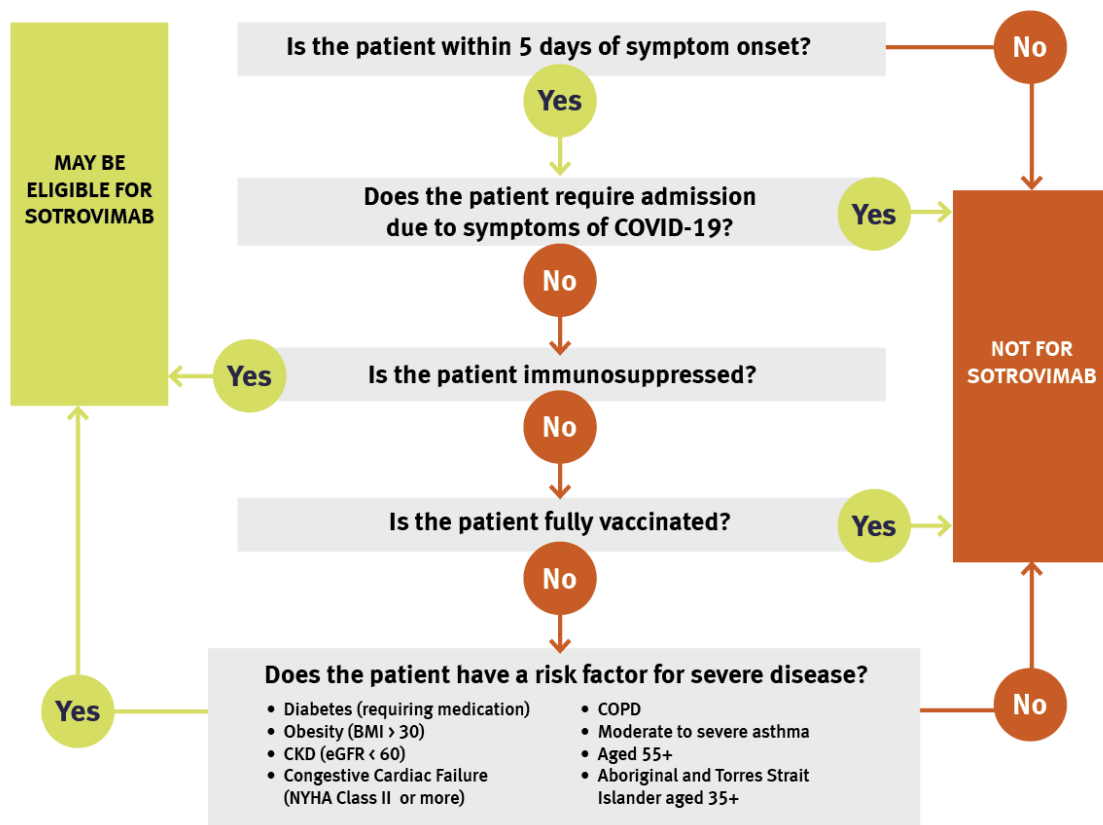 Is the patient within 5 days of symptom onset?
No
Yes
MAY BE
ELIGIBLE FOR
SOTROVIMAB
Does the patient require admission
due to symptoms of COVID-19?
Yes
No
NOT FOR
SOTROVIMAB
Yes
Is the patient immunosuppressed?
No
Is the patient fully vaccinated?
Yes
No
Does the patient have a risk factor for severe disease?
• Diabetes (requiring medication)
• Obesity (BMI > 30)
• CKD (eGFR < 60)
• Congestive Cardiac Failure
(NYHA Class II or more)
• COPD
• Moderate to severe asthma
• Aged 55+
• Aboriginal and Torres Strait
Islander aged 35+
Yes
No